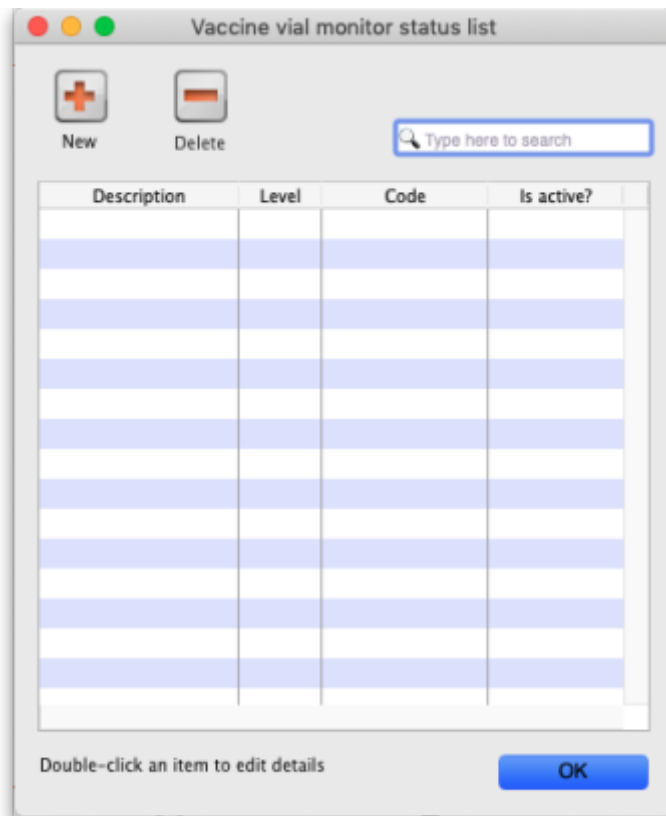 Vaccine vial monitor status list
New Delete
Type here to search
Description Level Code Is active?
Double-click an item to edit details
OK